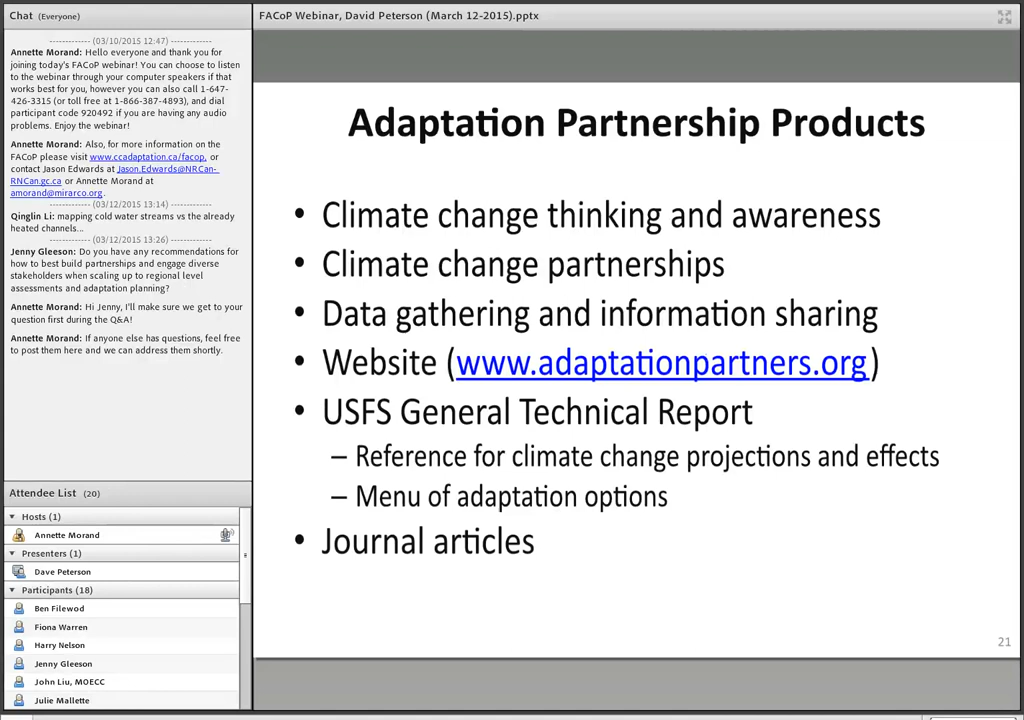 Chat (Everyone)
------------- (03/10/2015 12:47) -------------
Annette Morand: Hello everyone and thank you for
joining today's FACoP webinar! You can choose to listen
to the webinar through your computer speakers if that
works best for you, however you can also call 1-647-
426-3315 (or toll free at 1-866-387-4893), and dial
participant code 920492 if you are having any audio
problems. Enjoy the webinar!
Annette Morand: Also, for more information on the
FACoP please visit www.ccadaptation.ca/facop, or
contact Jason Edwards at Jason.Edwards@NRCan-
RNCan.gc.ca or Annette Morand at
amorand@mirarco.org.
------------- (03/12/2015 13:14) -------------
Qinglin Li: mapping cold water streams vs the already
heated channels...
------------- (03/12/2015 13:26) -------------
Jenny Gleeson: Do you have any recommendations for
how to best build partnerships and engage diverse
stakeholders when scaling up to regional level
assessments and adaptation planning?
Annette Morand: Hi Jenny, I'll make sure we get to your
question first during the Q&A!
Annette Morand: If anyone else has questions, feel free
to post them here and we can address them shortly.
Attendee List (20)
Hosts (1)
Annette Morand
Presenters (1)
Dave Peterson
Participants (18)
Ben Filewod
Fiona Warren
Harry Nelson
Jenny Gleeson
John Liu, MOECC
Julie Mallette
FACoP Webinar, David Peterson (March 12-2015).pptx
Adaptation Partnership Products
• Climate change thinking and awareness
• Climate change partnerships
• Data gathering and information sharing
• Website (www.adaptationpartners.org)
• USFS General Technical Report
– Reference for climate change projections and effects
– Menu of adaptation options
• Journal articles
21